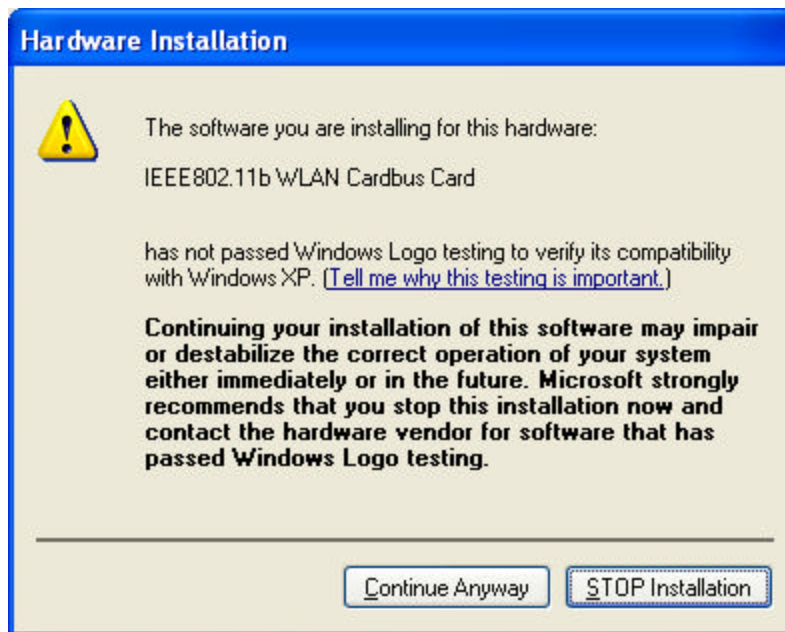 Hardware Installation
The software you are installing for this hardware:
IEEE802.11b WLAN Cardbus Card
has not passed Windows Logo testing to verify its compatibility
with Windows XP. (Tell me why this testing is important.)
Continuing your installation of this software may impair
or destabilize the correct operation of your system
either immediately or in the future. Microsoft strongly
recommends that you stop this installation now and
contact the hardware vendor for software that has
passed Windows Logo testing.
Continue Anyway
STOP Installation